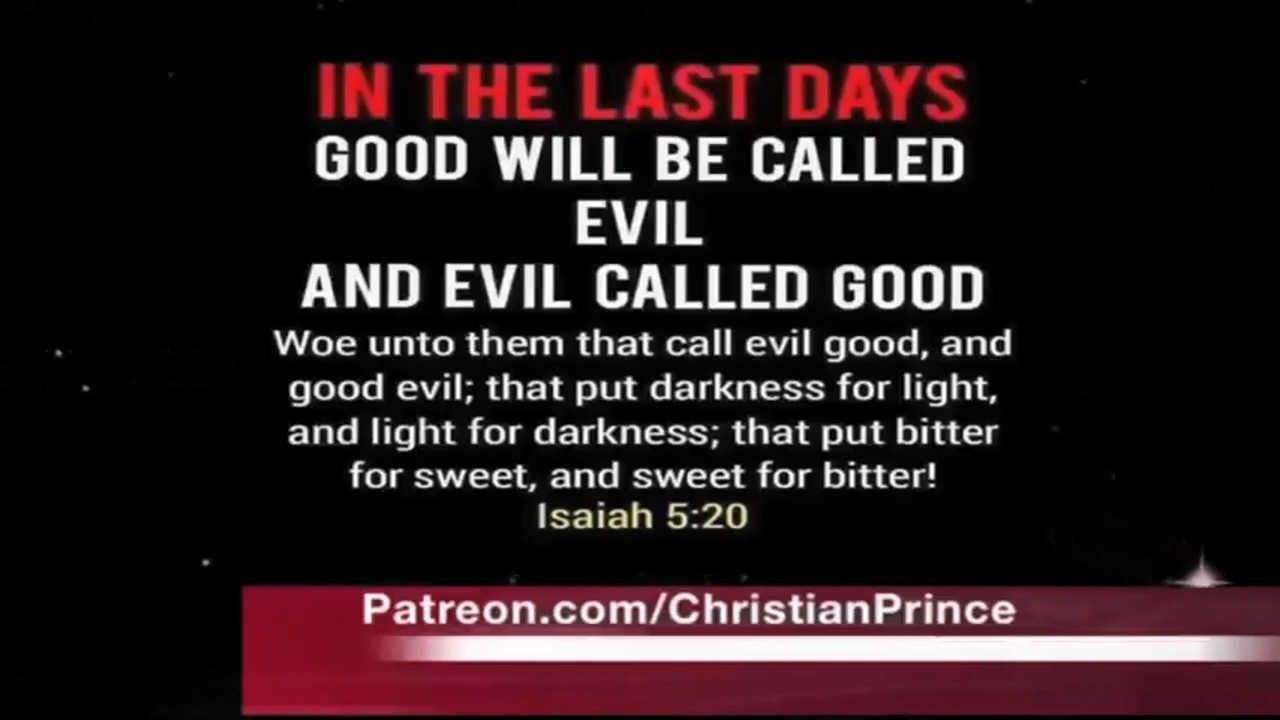 IN THE LAST DAYS
GOOD WILL BE CALLED
EVIL
AND EVIL CALLED GOOD
Woe unto them that call evil good, and
good evil; that put darkness for light,
and light for darkness; that put bitter
for sweet, and sweet for bitter!
Isaiah 5:20
Patreon.com/ChristianPrince